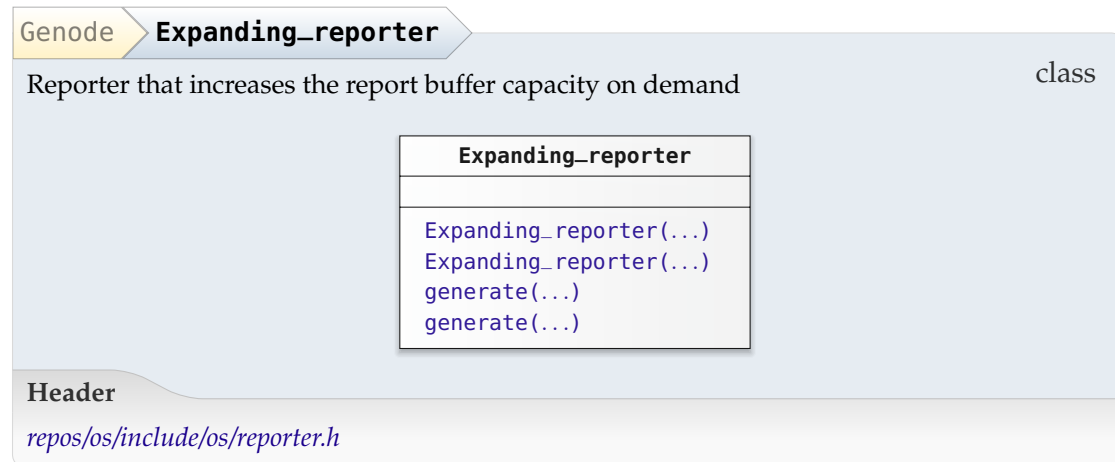 Genode Expanding_reporter
class
Reporter that increases the report buffer capacity on demand
Expanding_reporter
Expanding_reporter(...)
Expanding_reporter(...)
generate(...)
generate(...)
Header
repos/os/include/os/reporter.h